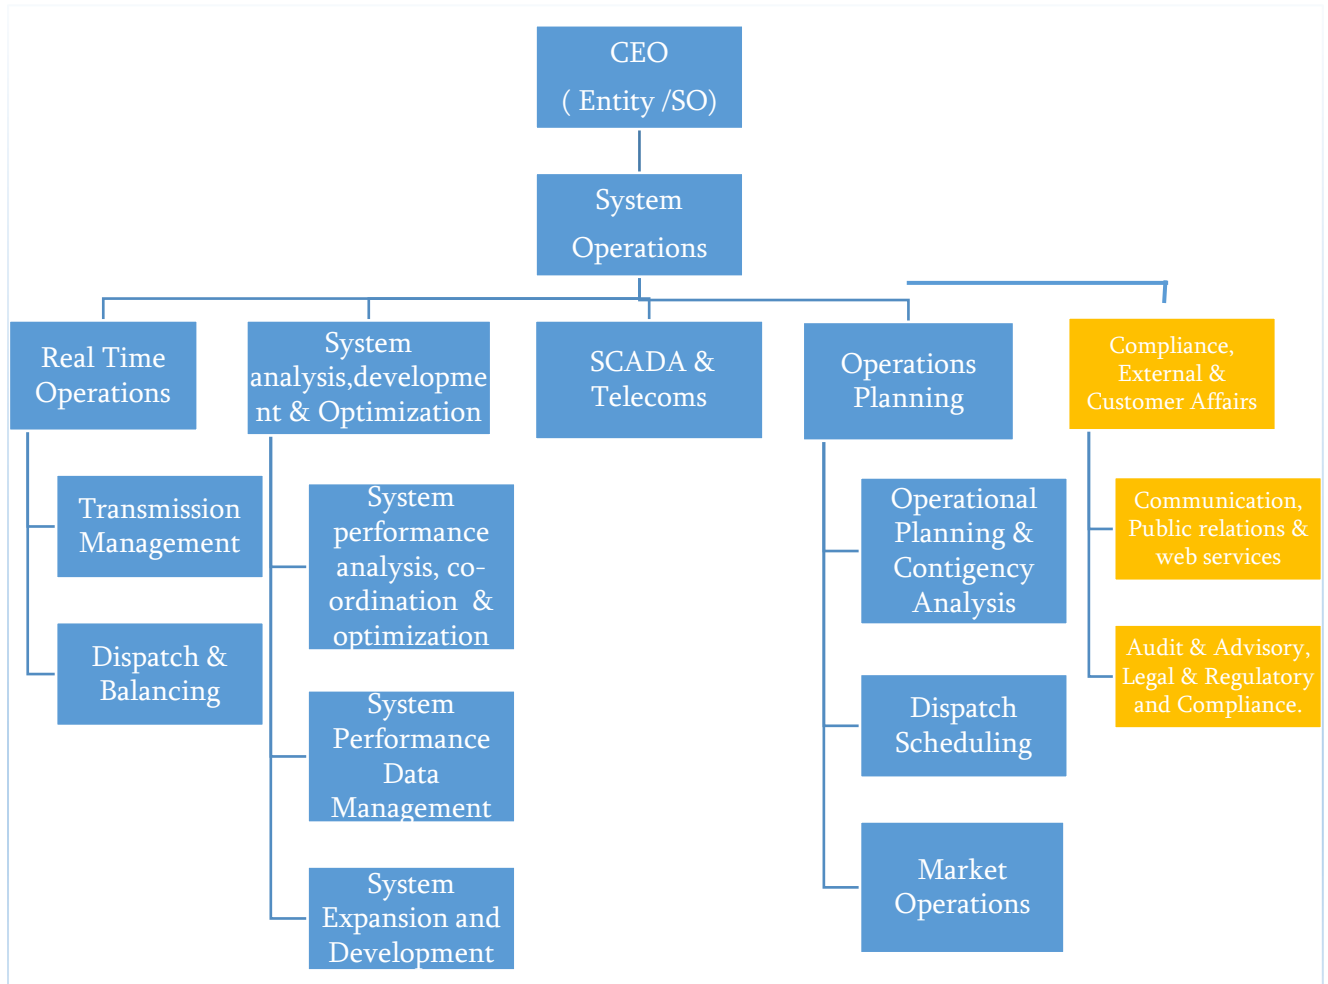 CEO
( Entity /SO)
System
Operations
Real Time
Operations
System
analysis,developme
nt & Optimization
SCADA &
Telecoms
Operations
Planning
Compliance,
External &
Customer Affairs
Transmission
Management
Dispatch &
Balancing
System
performance
analysis, co-
ordination &
optimization
System
Performance
Data
Management
System
Expansion and
Development
Operational
Planning &
Contigency
Analysis
Dispatch
Scheduling
Market
Operations
Communication,
Public relations &
web services
Audit & Advisory,
Legal & Regulatory
and Compliance.